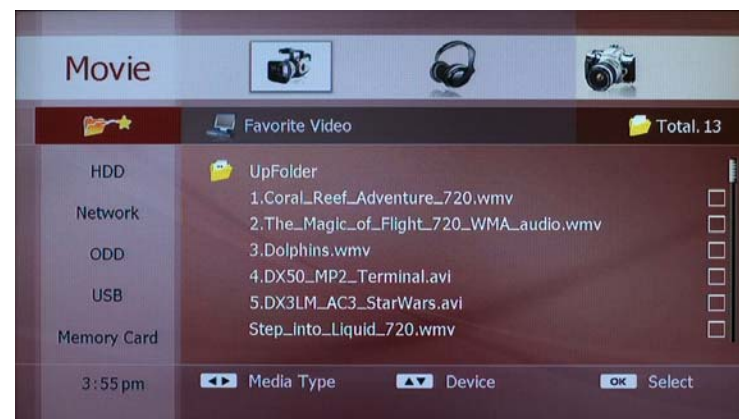 Movie
Favorite Video
Total. 13
HDD
Network
ODD
USB
Memory Card
3:55 pm
UpFolder
1.Coral_Reef_Adventure_720.wmv
2.The_Magic_of_Flight_720_WMA_audio.wmv
3.Dolphins.wmv
4.DX50_MP2_Terminal.avi
5.DX3LM_AC3_StarWars.avi
Step_into_Liquid_720.wmv
Media Type
Device
OK Select